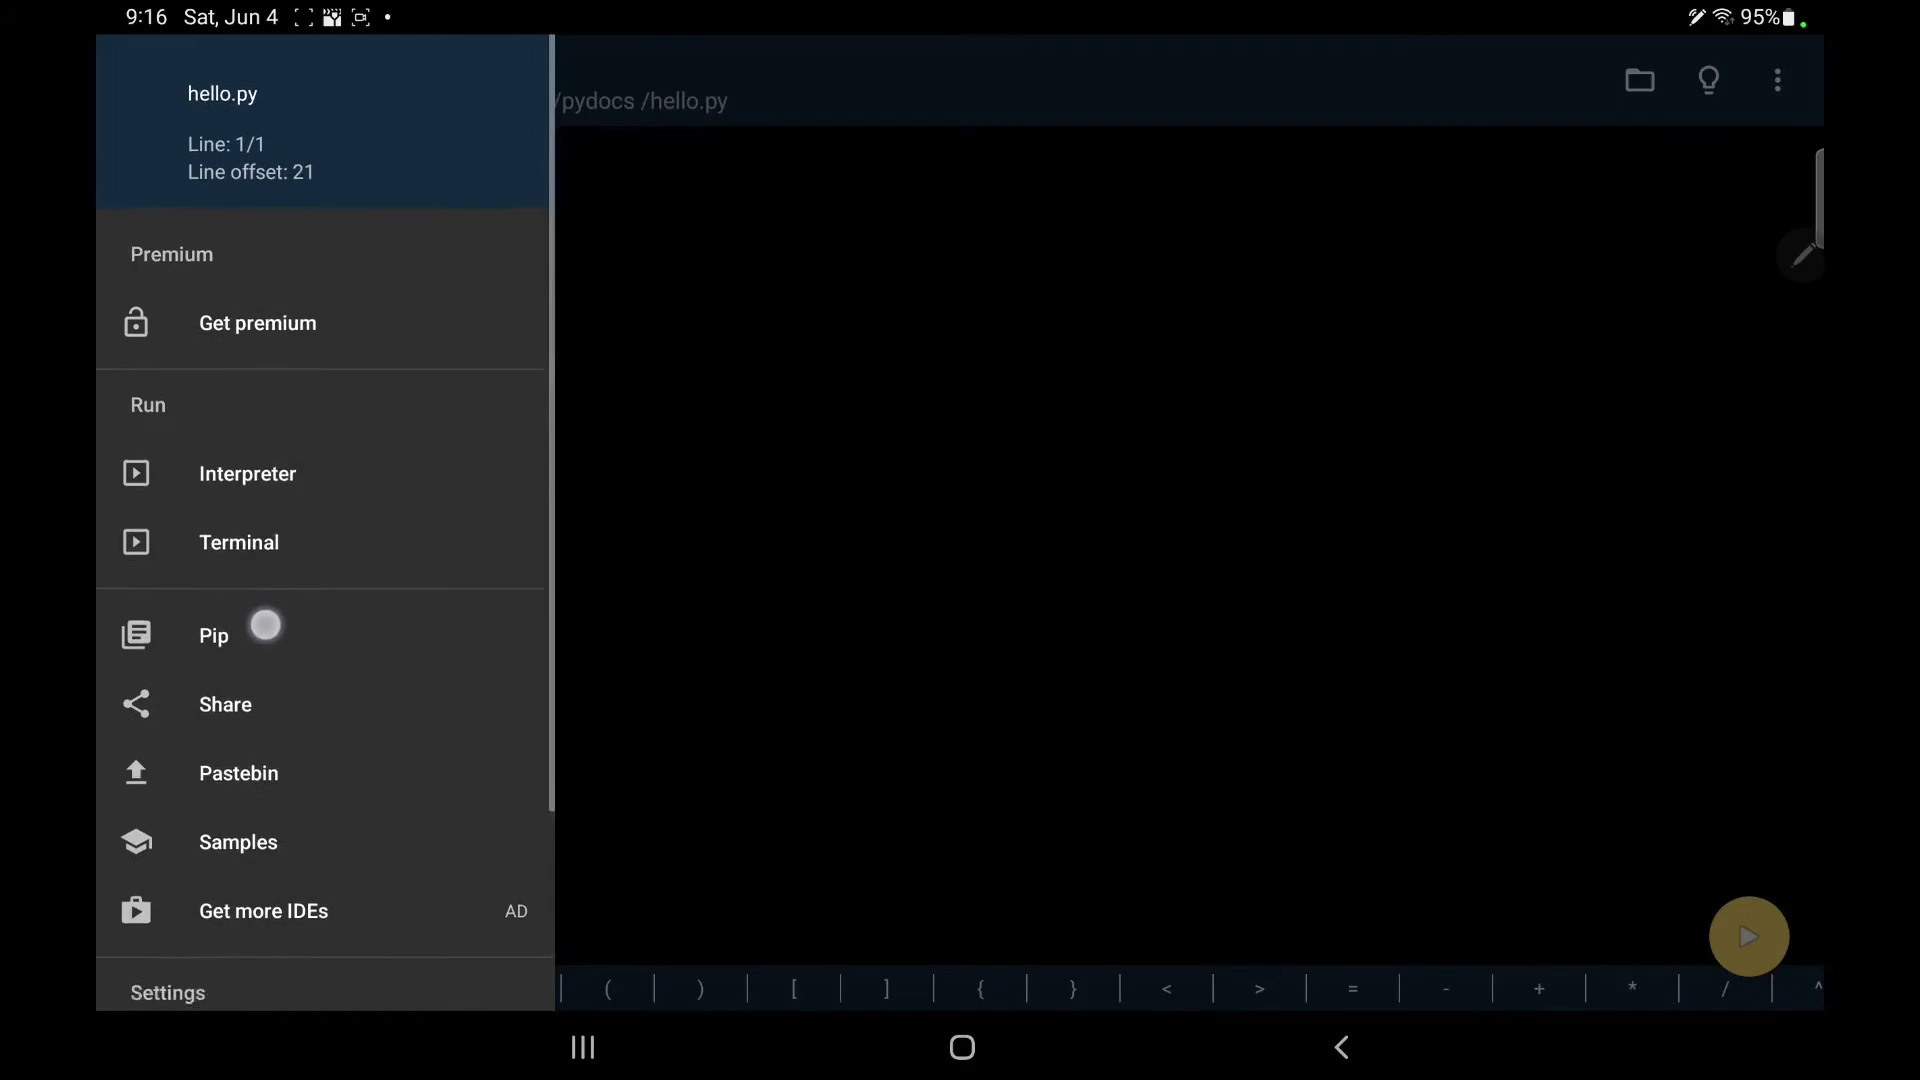 9:16 Sat, Jun 4 95%
hello.py
/pydocs /hello.py
Line: 1/1
Line offset: 21
Premium
Get premium
Run
Interpreter
Terminal
Pip
Share
Pastebin
Samples
Get more IDEs AD
Settings
( ) [ ] { } < > = - + * / ^